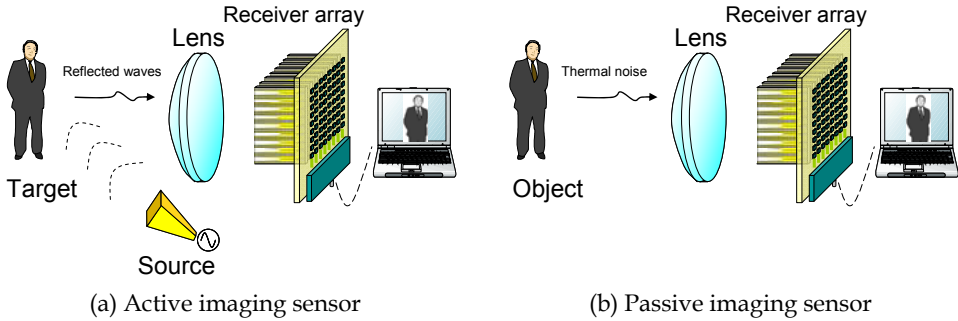 Receiver array
Lens
Reflected waves
Target
Source
(a) Active imaging sensor
Receiver array
Lens
Thermal noise
Object
(b) Passive imaging sensor